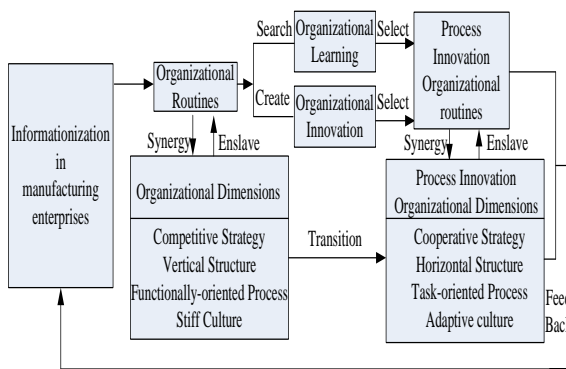 Informationization
in
manufacturing
enterprises
Organizational
Routines
Search
Create
Organizational
Learning
Organizational
Innovation
Select
Select
Process
Innovation
Organizational
routines
Synergy
Enslave
Synergy
Enslave
Organizational Dimensions
Competitive Strategy
Vertical Structure
Functionally-oriented Process
Stiff Culture
Transition
Process Innovation
Organizational Dimensions
Cooperative Strategy
Horizontal Structure
Task-oriented Process
Adaptive culture
Feed
Back